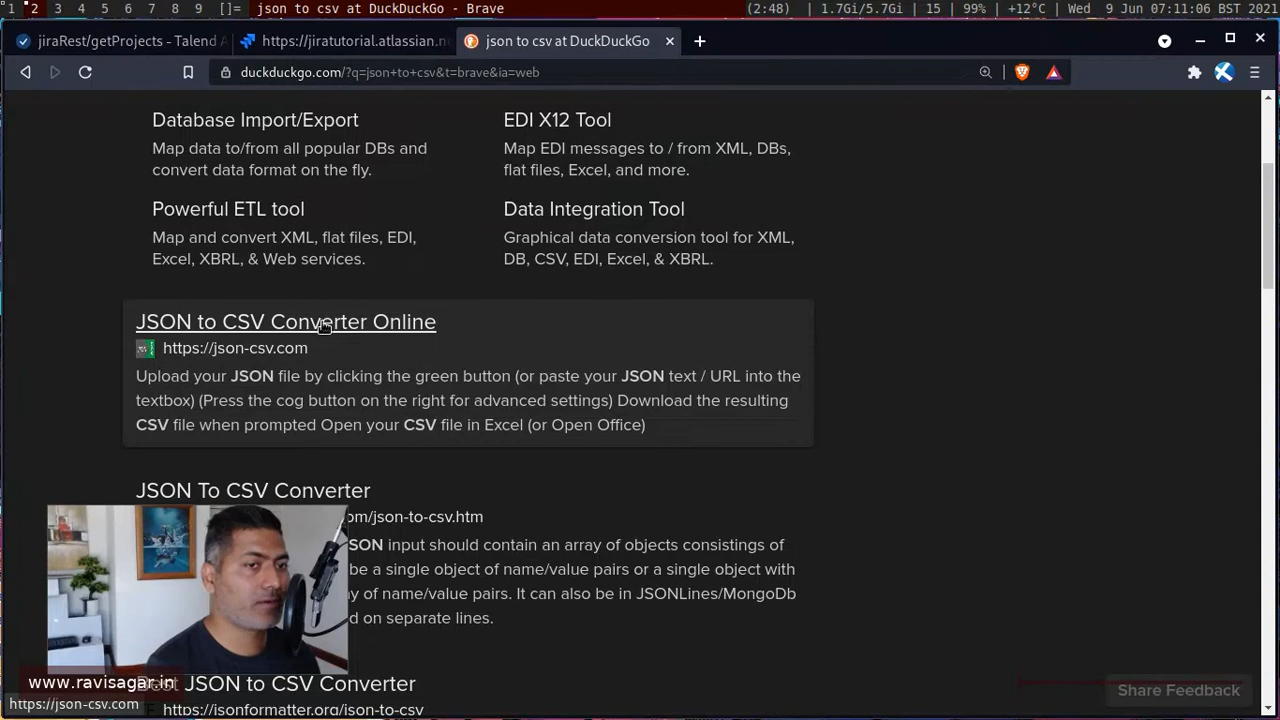 1 2 3 4 5 6 7 8 9 []= json to csv at DuckDuckGo - Brave (2:48) | 1.7Gi/5.7Gi | 15 | 99% | +12°C | Wed 9 Jun 07:11:06 BST 2021
jiraRest/getProjects - Talend A https://jiratutorial.atlassian.ne json to csv at DuckDuckGo
duckduckgo.com/?q=json+to+csv&t=brave&ia=web
Database Import/Export
Map data to/from all popular DBs and
convert data format on the fly.
EDI X12 Tool
Map EDI messages to / from XML, DBs,
flat files, Excel, and more.
Powerful ETL tool
Map and convert XML, flat files, EDI,
Excel, XBRL, & Web services.
Data Integration Tool
Graphical data conversion tool for XML,
DB, CSV, EDI, Excel, & XBRL.
JSON to CSV Converter Online
https://json-csv.com
Upload your JSON file by clicking the green button (or paste your JSON text / URL into the
textbox) (Press the cog button on the right for advanced settings) Download the resulting
CSV file when prompted Open your CSV file in Excel (or Open Office)
JSON To CSV Converter
om/json-to-csv.htm
SON input should contain an array of objects consistings of
be a single object of name/value pairs or a single object with
y of name/value pairs. It can also be in JSONLines/MongoDb
d on separate lines.
www.ravisagar.in
JSON to CSV Converter
https://jsonformatter.org/json-to-csv
https://json-csv.com
Share Feedback